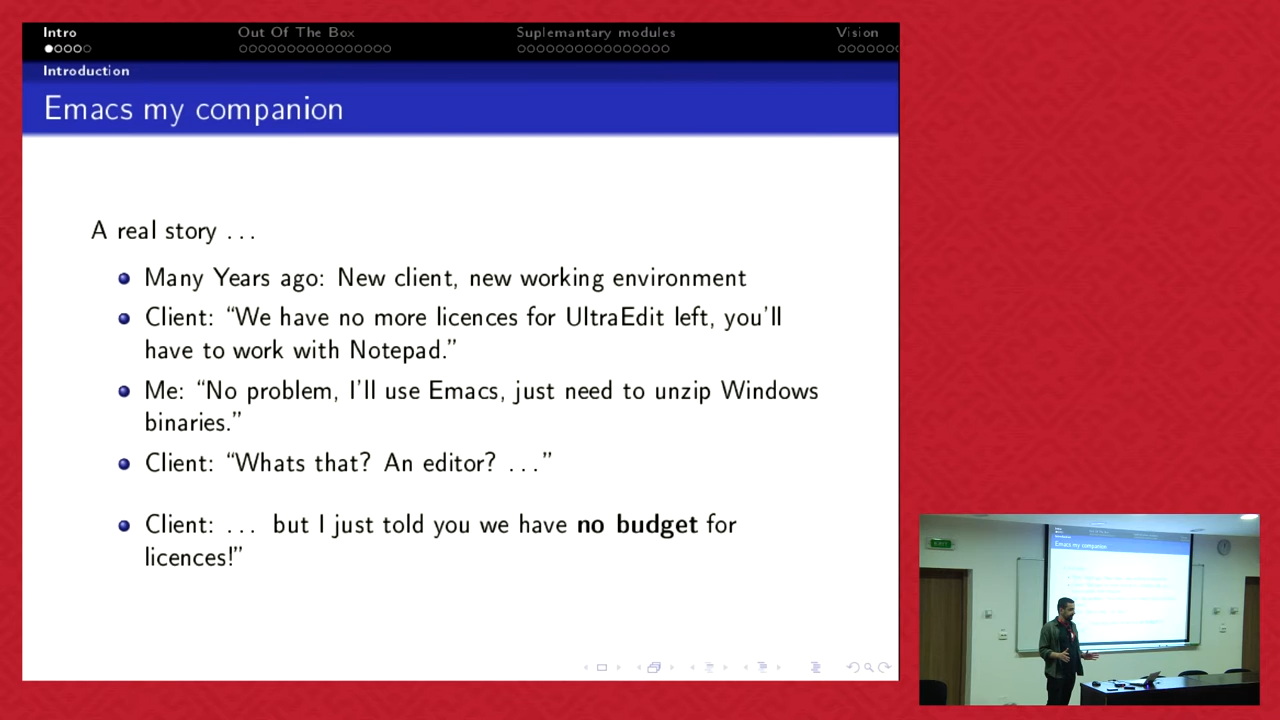 Intro Out Of The Box Suplemantary modules Vision
Introduction
Emacs my companion
A real story ...
Many Years ago: New client, new working environment
Client: “We have no more licences for UltraEdit left, you’ll
have to work with Notepad.”
Me: “No problem, I’ll use Emacs, just need to unzip Windows
binaries.”
Client: “Whats that? An editor? ...”
Client: ... but I just told you we have no budget for
licences!”
Emacs my companion